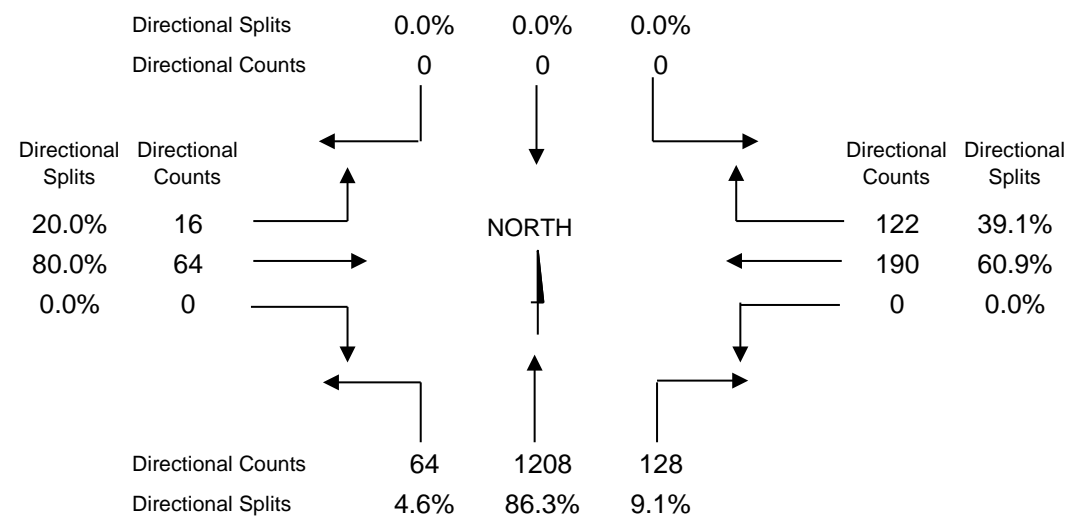 Directional Splits 0.0% 0.0% 0.0%
Directional Counts 0 0 0
Directional Directional Directional Directional
Splits Counts Counts Splits
20.0% 16 122 39.1%
NORTH
80.0% 64 190 60.9%
0.0% 0 0 0.0%
Directional Counts 64 1208 128
Directional Splits 4.6% 86.3% 9.1%